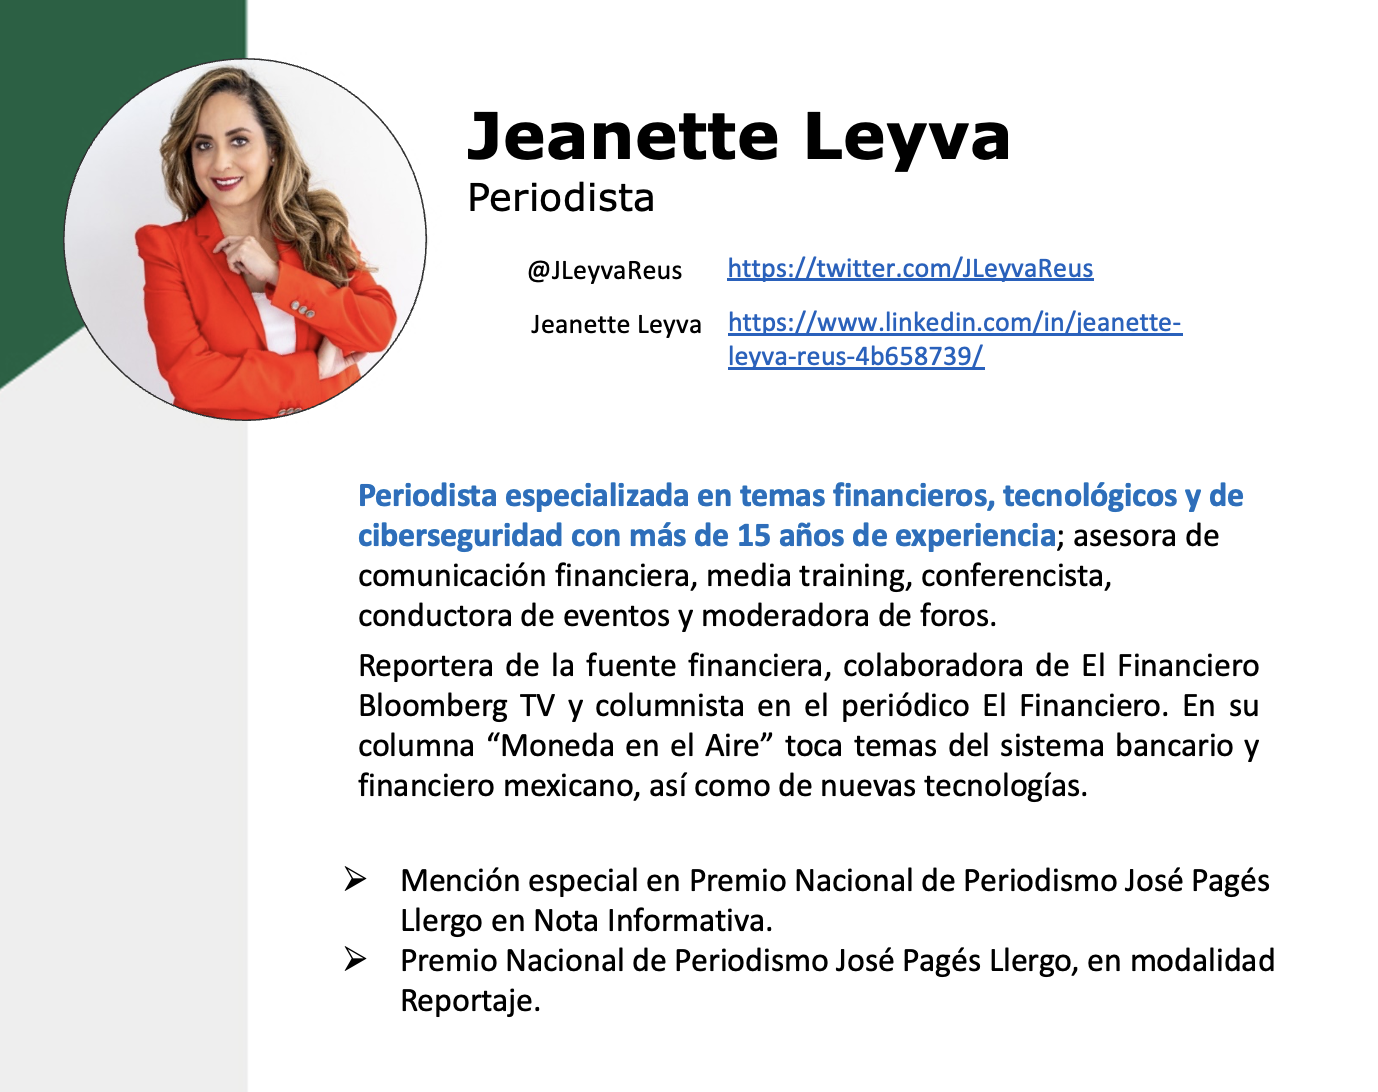 Jeanette Leyva
Periodista
@JLeyvaReus https://twitter.com/JLeyvaReus
Jeanette Leyva https://www.linkedin.com/in/jeanette-
leyva-reus-4b658739/
Periodista especializada en temas financieros, tecnológicos y de
ciberseguridad con más de 15 años de experiencia; asesora de
comunicación financiera, media training, conferencista,
conductora de eventos y moderadora de foros.
Reportera de la fuente financiera, colaboradora de El Financiero
Bloomberg TV y columnista en el periódico El Financiero. En su
columna “Moneda en el Aire” toca temas del sistema bancario y
financiero mexicano, así como de nuevas tecnologías.
➢ Mención especial en Premio Nacional de Periodismo José Pagés
Llergo en Nota Informativa.
➢ Premio Nacional de Periodismo José Pagés Llergo, en modalidad
Reportaje.